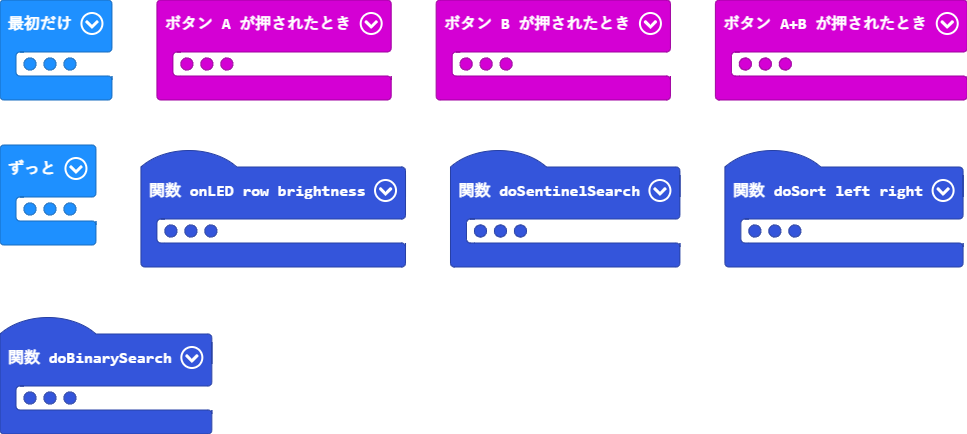 最初だけ
ボタン A が押されたとき
ボタン B が押されたとき
ボタン A+B が押されたとき
ずっと
関数 onLED row brightness
関数 doSentinelSearch
関数 doSort left right
関数 doBinarySearch